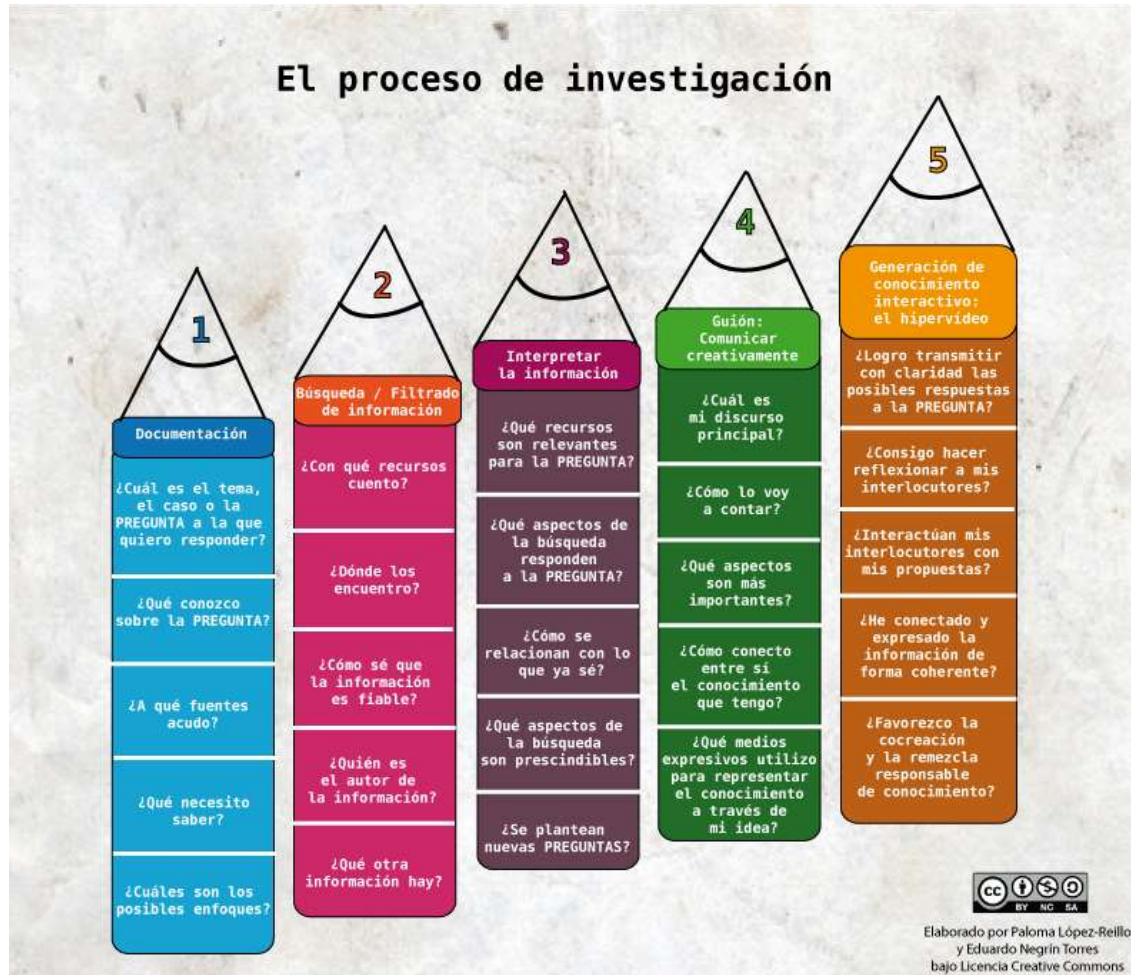 El proceso de investigación
1
Documentación
¿Cuál es el tema,
el caso o la
PREGUNTA a la que
quiero responder?
¿Qué conozco
sobre la PREGUNTA?
¿A qué fuentes
acudo?
¿Qué necesito
saber?
¿Cuáles son los
posibles enfoques?
2
Búsqueda / Filtrado
de información
¿Con qué recursos
cuento?
¿Dónde los
encuentro?
¿Cómo sé que
la información
es fiable?
¿Quién es
el autor de
la información?
¿Qué otra
información hay?
3
Interpretar
la información
¿Qué recursos
son relevantes
para la PREGUNTA?
¿Qué aspectos de
la búsqueda
responden
a la PREGUNTA?
¿Cómo se
relacionan con lo
que ya sé?
¿Qué aspectos de
la búsqueda
son prescindibles?
¿Se plantean
nuevas PREGUNTAS?
4
Guión:
Comunicar
creativamente
¿Cuál es
mi discurso
principal?
¿Cómo lo voy
a contar?
¿Qué aspectos
son más
importantes?
¿Cómo conecto
entre sí
el conocimiento
que tengo?
¿Qué medios
expresivos utilizo
para representar
el conocimiento
a través de
mi idea?
5
Generación de
conocimiento
interactivo:
el hipervídeo
¿Logro transmitir
con claridad las
posibles respuestas
a la PREGUNTA?
¿Consigo hacer
reflexionar a mis
interlocutores?
¿Interactúan mis
interlocutores con
mis propuestas?
¿He conectado y
expresado la
información de
forma coherente?
¿Favorezco la
cocreación
y la remezcla
responsable
de conocimiento?
cc
BY NC SA
Elaborado por Paloma López-Reillo
y Eduardo Negrín Torres
bajo Licencia Creative Commons